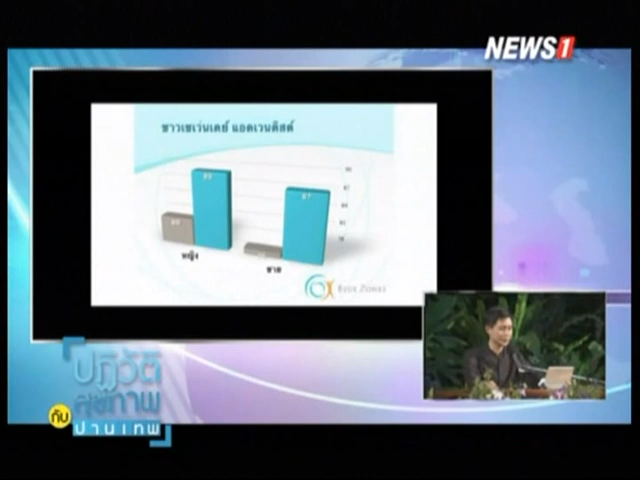 NEWS1
ชาวเซเว่นเดย์ แอดเวนติสต์
89
87
หญิง
ชาย
BLUE ZONES
ปฏิวัติ
สุขภาพ
กับ
ปานเทพ